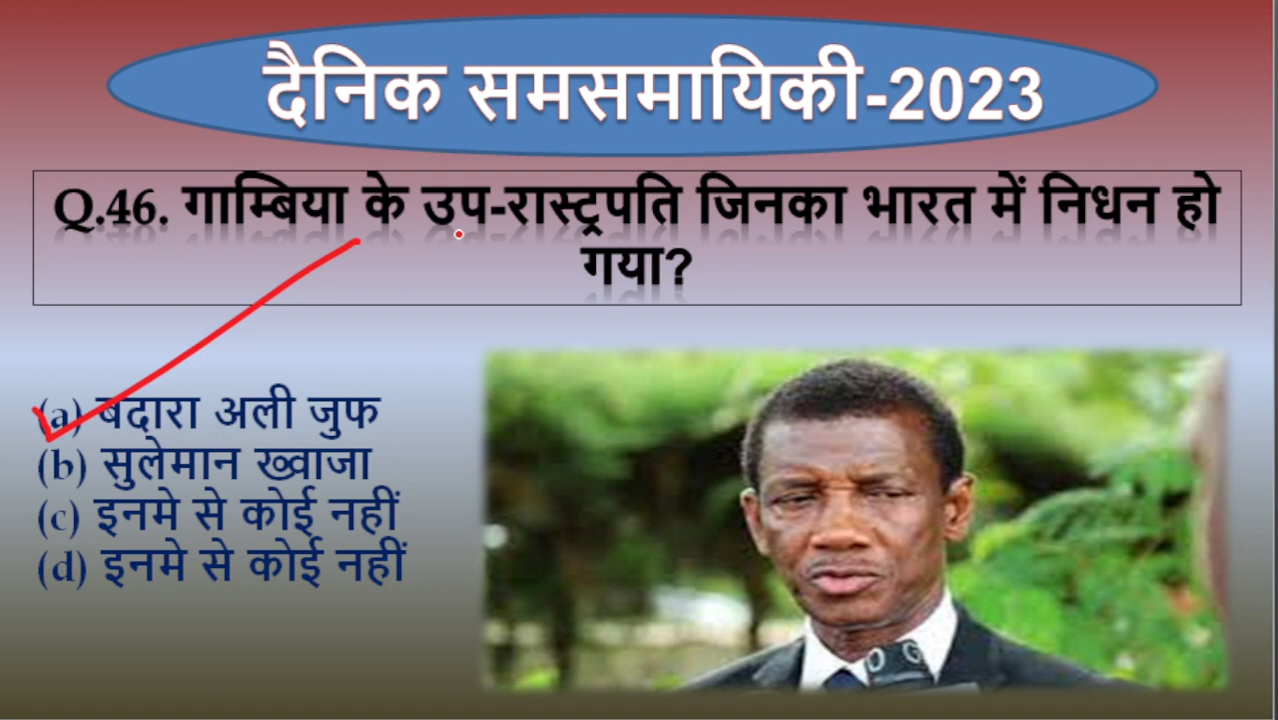 दैनिक समसमायिकी-2023
Q.46. गाम्बिया के उप-रास्ट्रपति जिनका भारत में निधन हो
गया?
(a) बदारा अली जुफ
(b) सुलेमान ख्वाजा
(c) इनमे से कोई नहीं
(d) इनमे से कोई नहीं